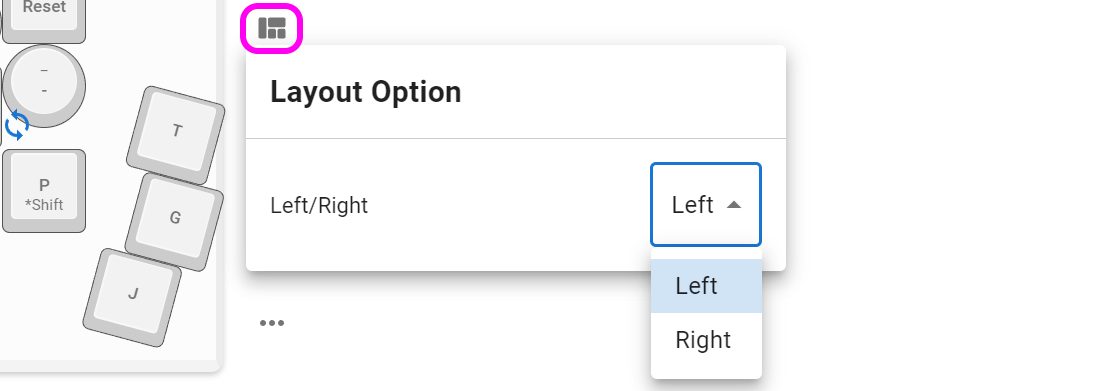 Reset
–
-
T
P
*Shift
G
J
Layout Option
Left/Right
Left
Left
Right